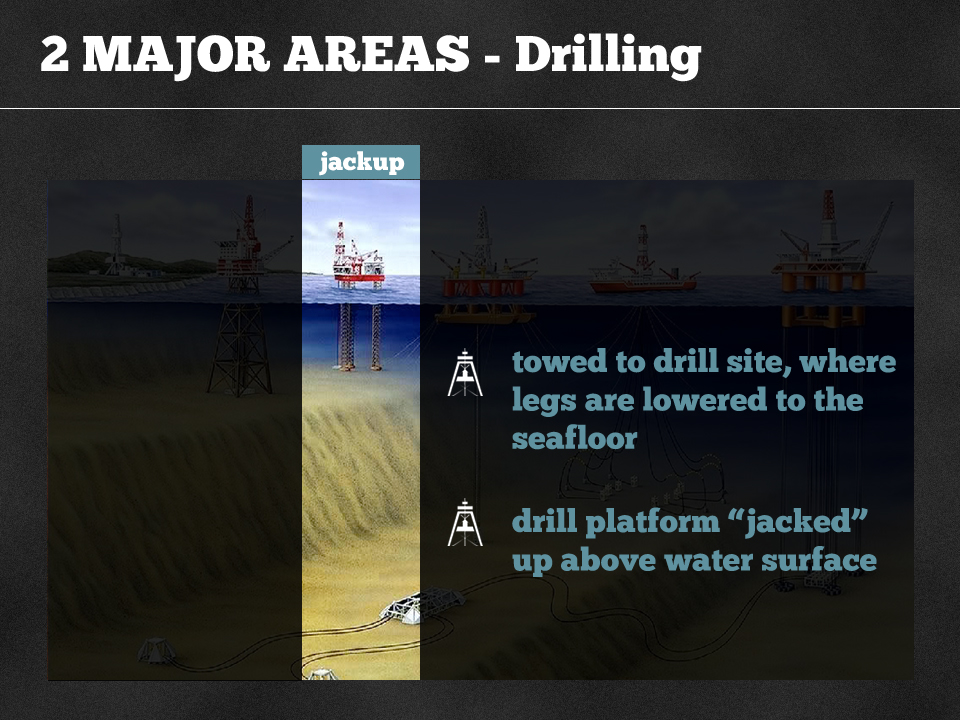 2 MAJOR AREAS - Drilling
jackup
towed to drill site, where
legs are lowered to the
seafloor
drill platform “jacked”
up above water surface